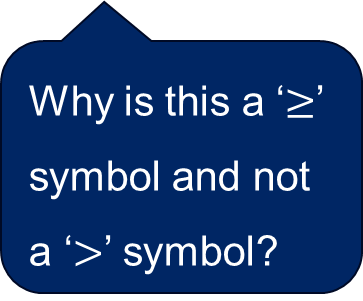 Why is this a ‘≥’
symbol and not
a ‘>’ symbol?